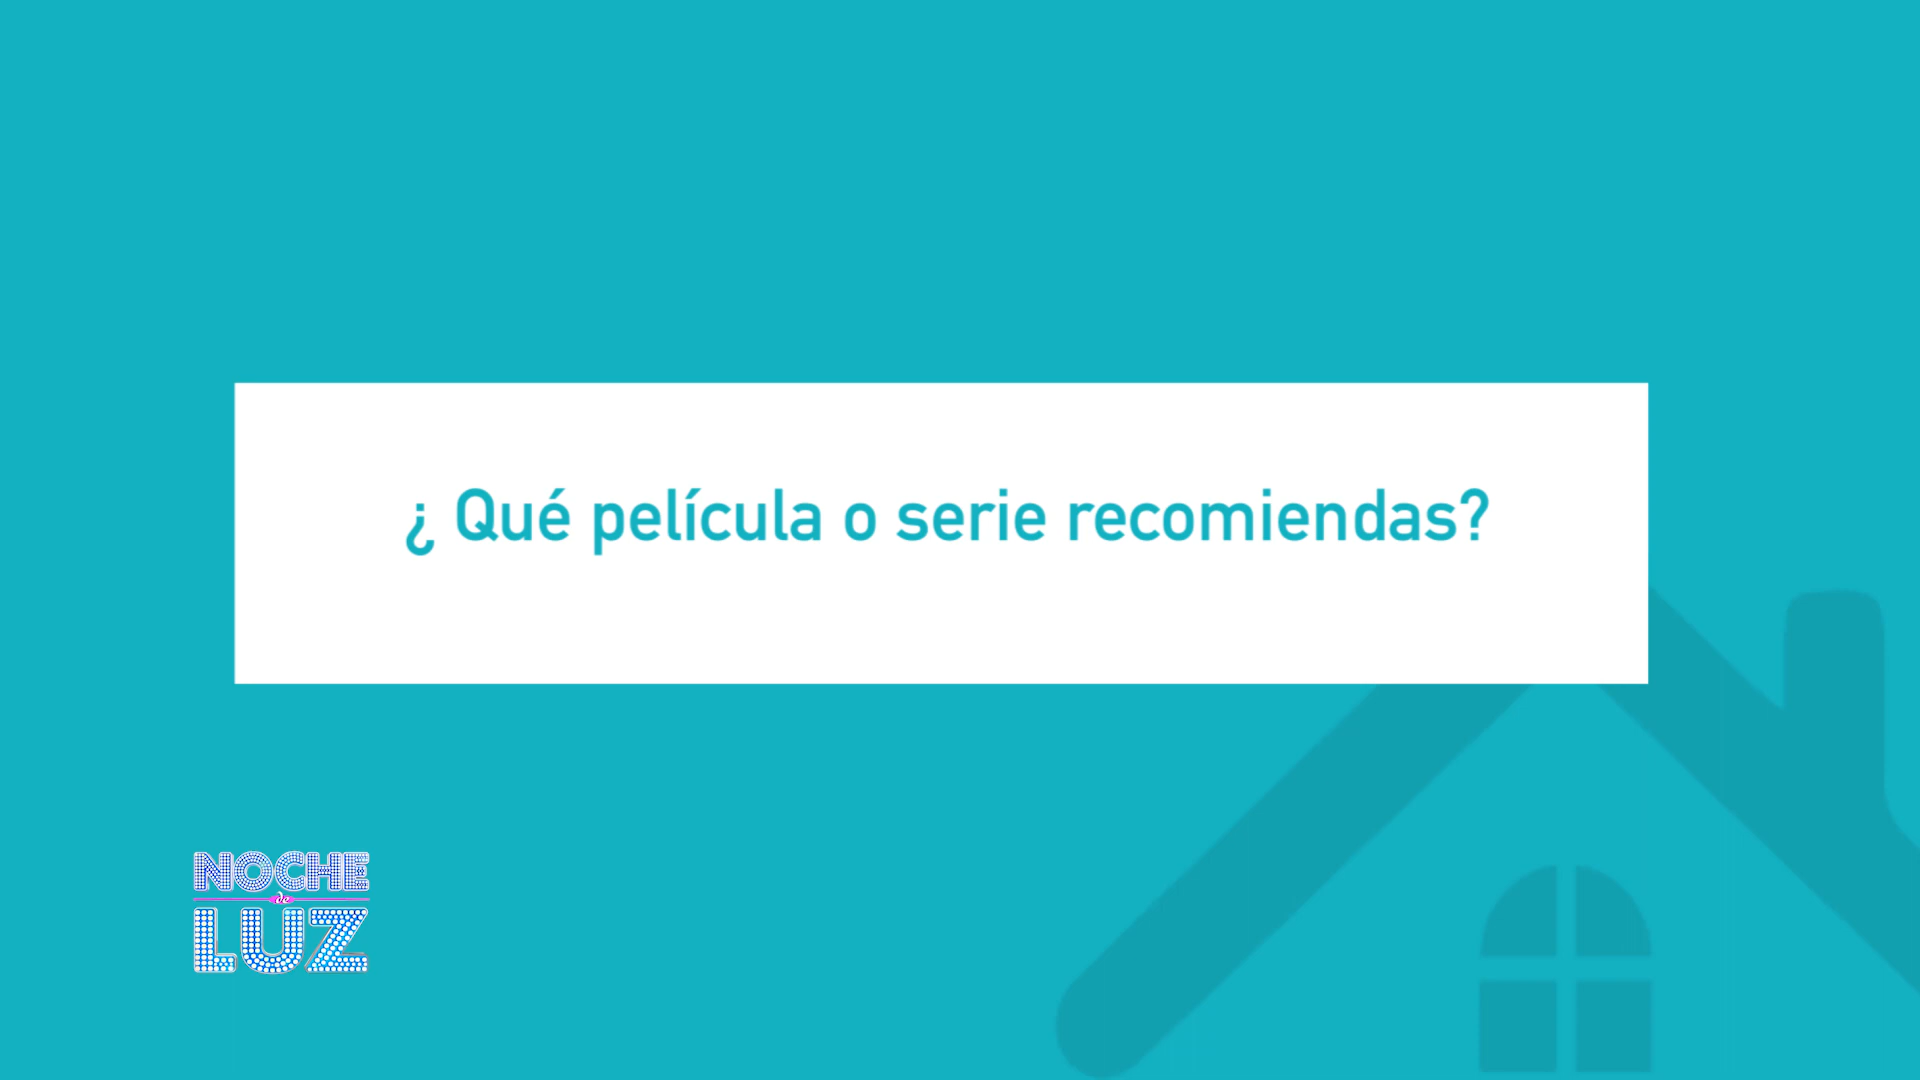 ¿ Qué película o serie recomiendas?
NOCHE
de
LUZ